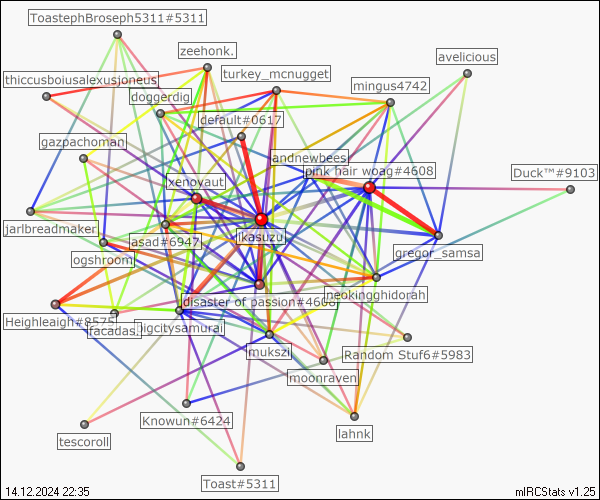 ToastephBroseph5311#5311
zeehonk.
avelicious
thiccusboiusalexusjoneus
turkey_mcnugget
mingus4742
doggerdig
default#0617
gazpachoman
andnewbees
pink hair woag#4608
Duck™#9103
xenoyaut
jarlbreadmaker
ikasuzu
asad#6947
gregor_samsa
ogshroom
disaster of passion#4608
neokingghidorah
Heighleigh#8575
facadas.
bigcitysamurai
mukszi
Random Stuf6#5983
moonraven
Knowun#6424
lahnk
tescoroll
Toast#5311
14.12.2024 22:35
mIRCStats v1.25